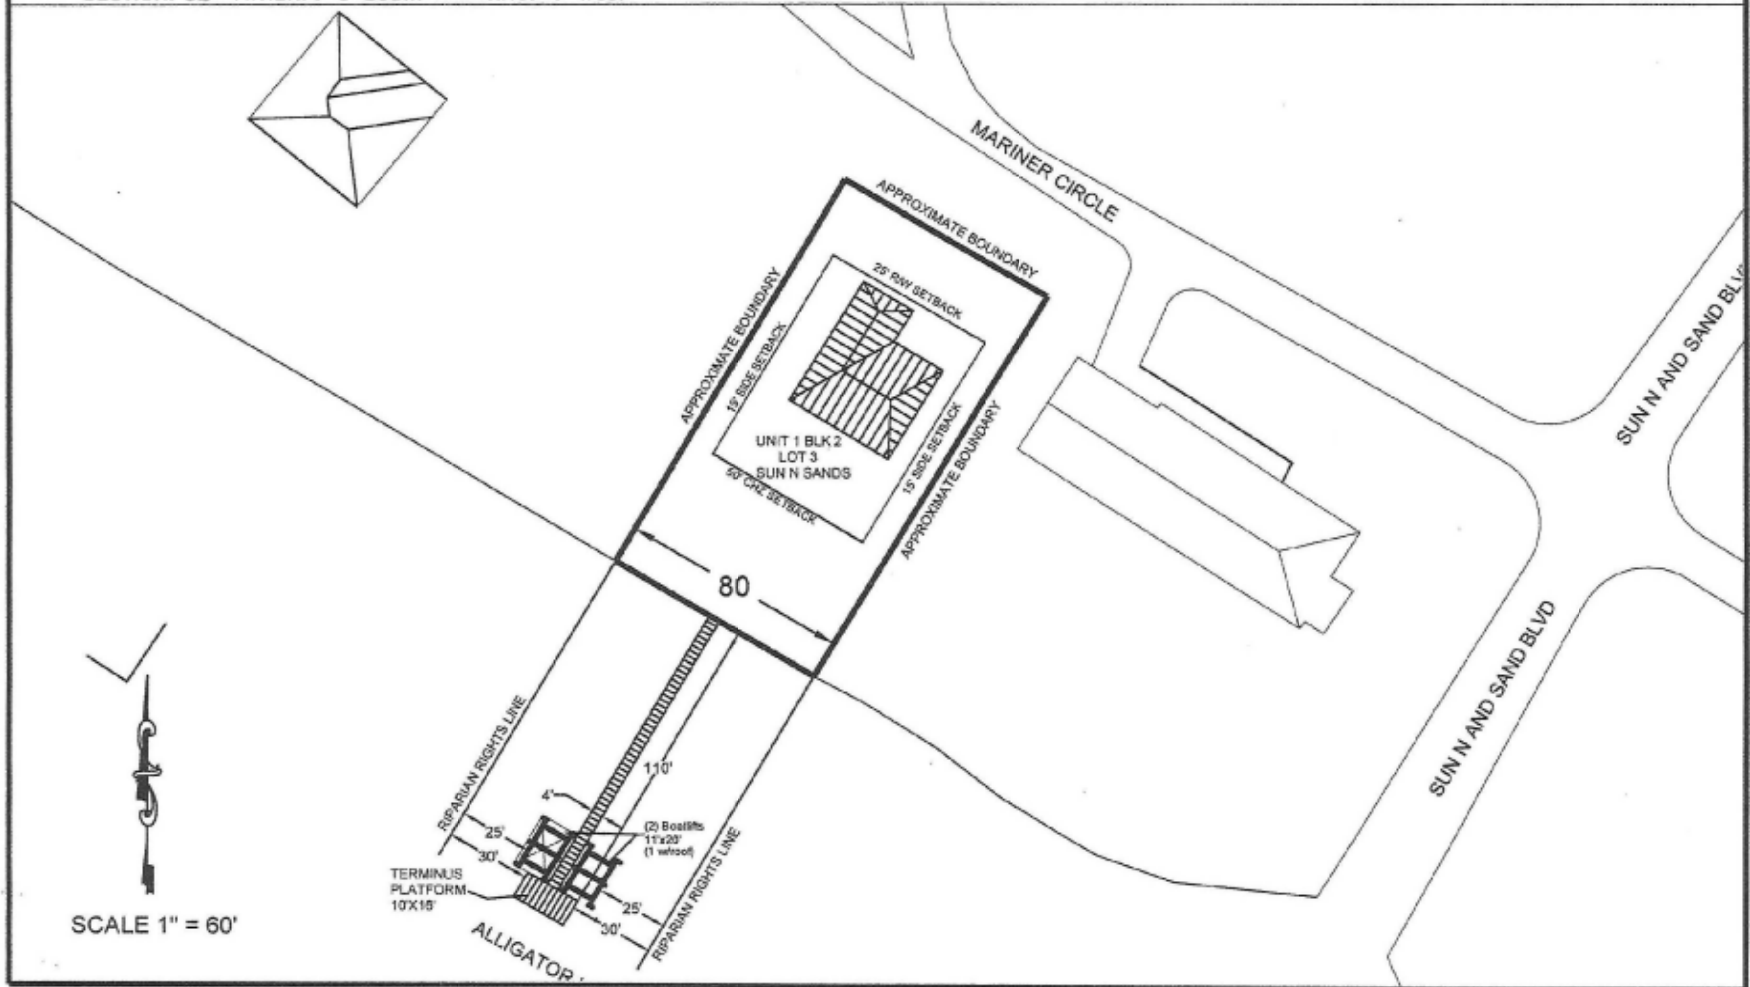 MARINER CIRCLE
APPROXIMATE BOUNDARY
APPROXIMATE BOUNDARY
25' R/W SETBACK
15' SIDE SETBACK
SUN N AND SAND BLV
UNIT 1 BLK 2
LOT 3
SUN N SANDS
15' SIDE SETBACK
APPROXIMATE BOUNDARY
50' CHZ SETBACK
80
SUN N AND SAND BLVD
RIPARIAN RIGHTS LINE
110'
4'
(2) Boatlifts
11'x20'
(1 w/roof)
25'
30'
RIPARIAN RIGHTS LINE
TERMINUS
PLATFORM
10'X16'
25'
30'
SCALE 1" = 60'
ALLIGATOR